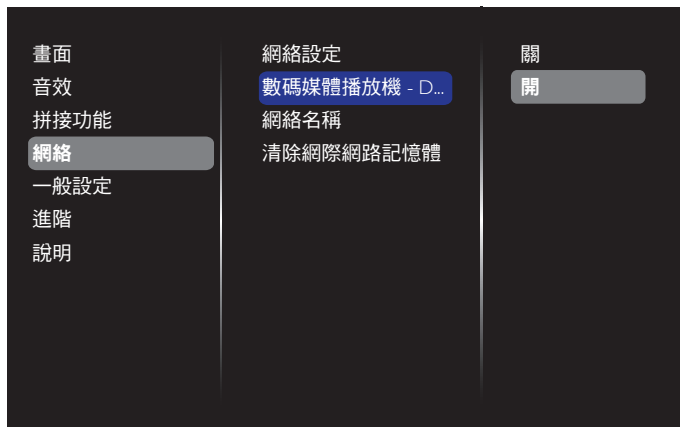 畫面
音效
拼接功能
網絡
一般設定
進階
說明
網絡設定
數碼媒體播放機 - D...
網絡名稱
清除網際網路記憶體
關
開